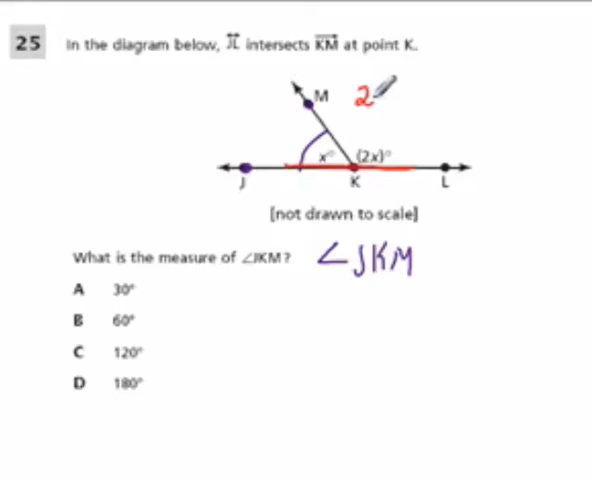 25 In the diagram below, JL intersects KM at point K.
M 2
x° (2x)°
J K L
[not drawn to scale]
What is the measure of ∠JKM? ∠JKM
A 30°
B 60°
C 120°
D 180°